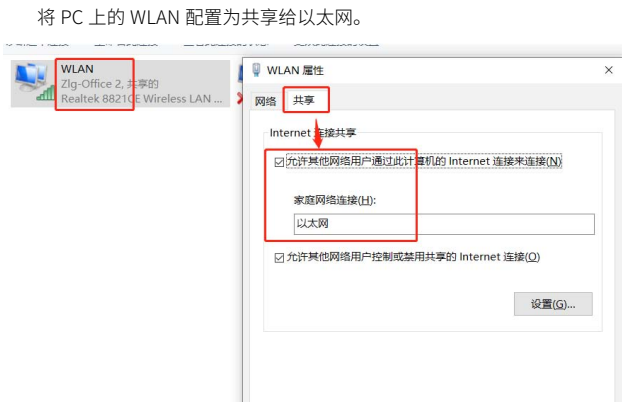 将 PC 上的 WLAN 配置为共享给以太网。
WLAN
Zlg-Office 2, 共享的
Realtek 8821CE Wireless LAN ...
WLAN 属性
网络 共享
Internet 连接共享
允许其他网络用户通过此计算机的 Internet 连接来连接(N)
家庭网络连接(H):
以太网
允许其他网络用户控制或禁用共享的 Internet 连接(O)
设置(G)...